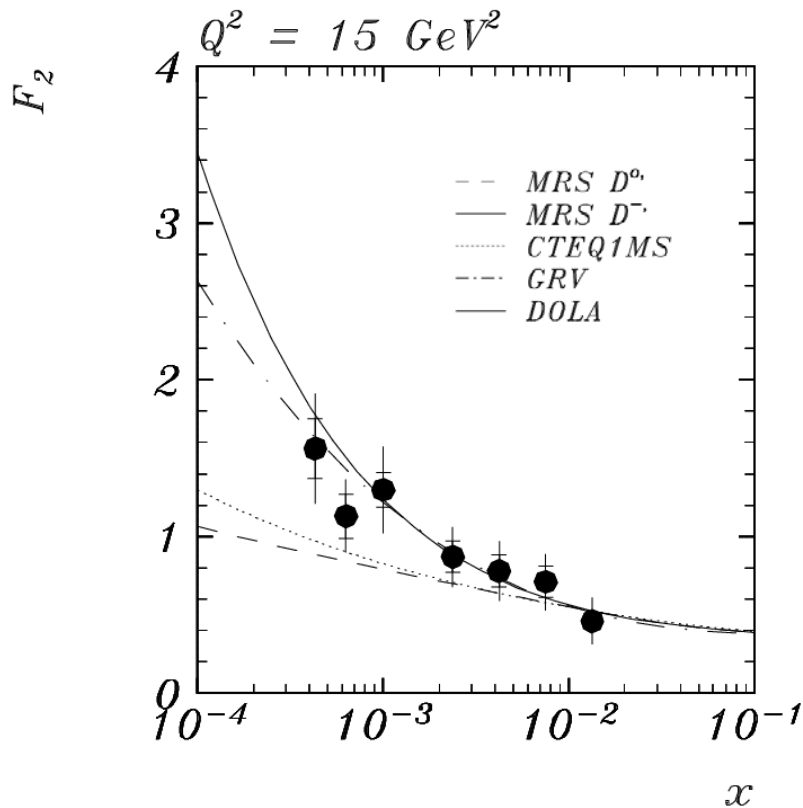 Q² = 15 GeV²
F₂
4
3
2
1
0
MRS D⁰'
MRS D⁻'
CTEQ1MS
GRV
DOLA
10⁻⁴ 10⁻³ 10⁻² 10⁻¹
x